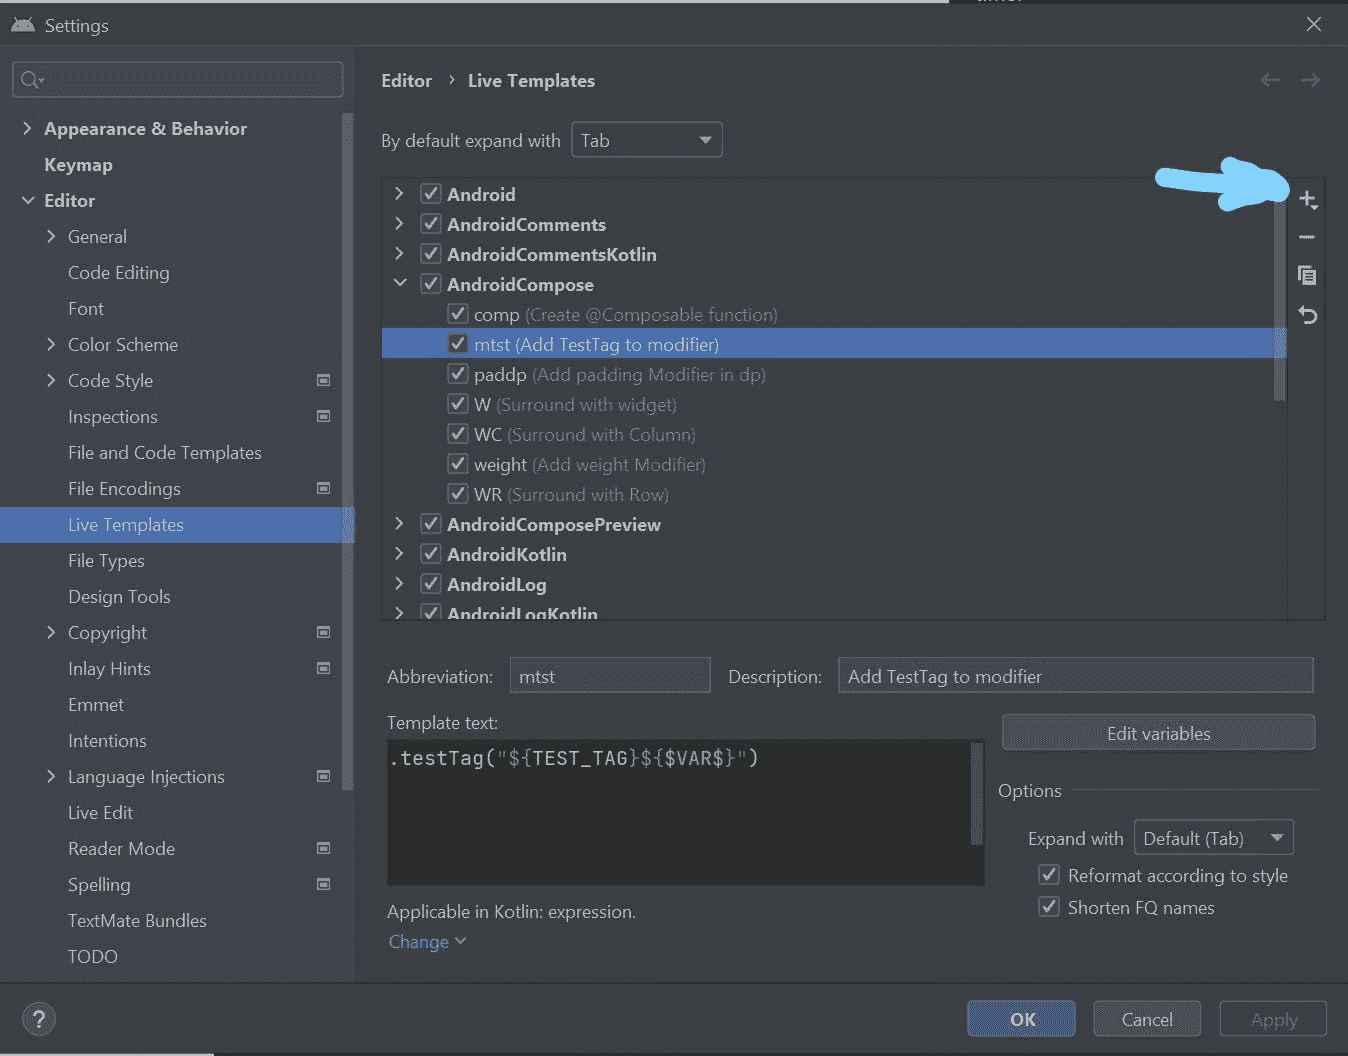 Settings
Editor › Live Templates
By default expand with Tab
Appearance & Behavior
Keymap
Editor
General
Code Editing
Font
Color Scheme
Code Style
Inspections
File and Code Templates
File Encodings
Live Templates
File Types
Design Tools
Copyright
Inlay Hints
Emmet
Intentions
Language Injections
Live Edit
Reader Mode
Spelling
TextMate Bundles
TODO
Android
AndroidComments
AndroidCommentsKotlin
AndroidCompose
comp (Create @Composable function)
mtst (Add TestTag to modifier)
paddp (Add padding Modifier in dp)
W (Surround with widget)
WC (Surround with Column)
weight (Add weight Modifier)
WR (Surround with Row)
AndroidComposePreview
AndroidKotlin
AndroidLog
AndroidLogKotlin
Abbreviation: mtst Description: Add TestTag to modifier
Template text:
.testTag("${TEST_TAG}${$VAR$}")
Edit variables
Options
Expand with Default (Tab)
Reformat according to style
Shorten FQ names
Applicable in Kotlin: expression.
Change
?
OK Cancel Apply